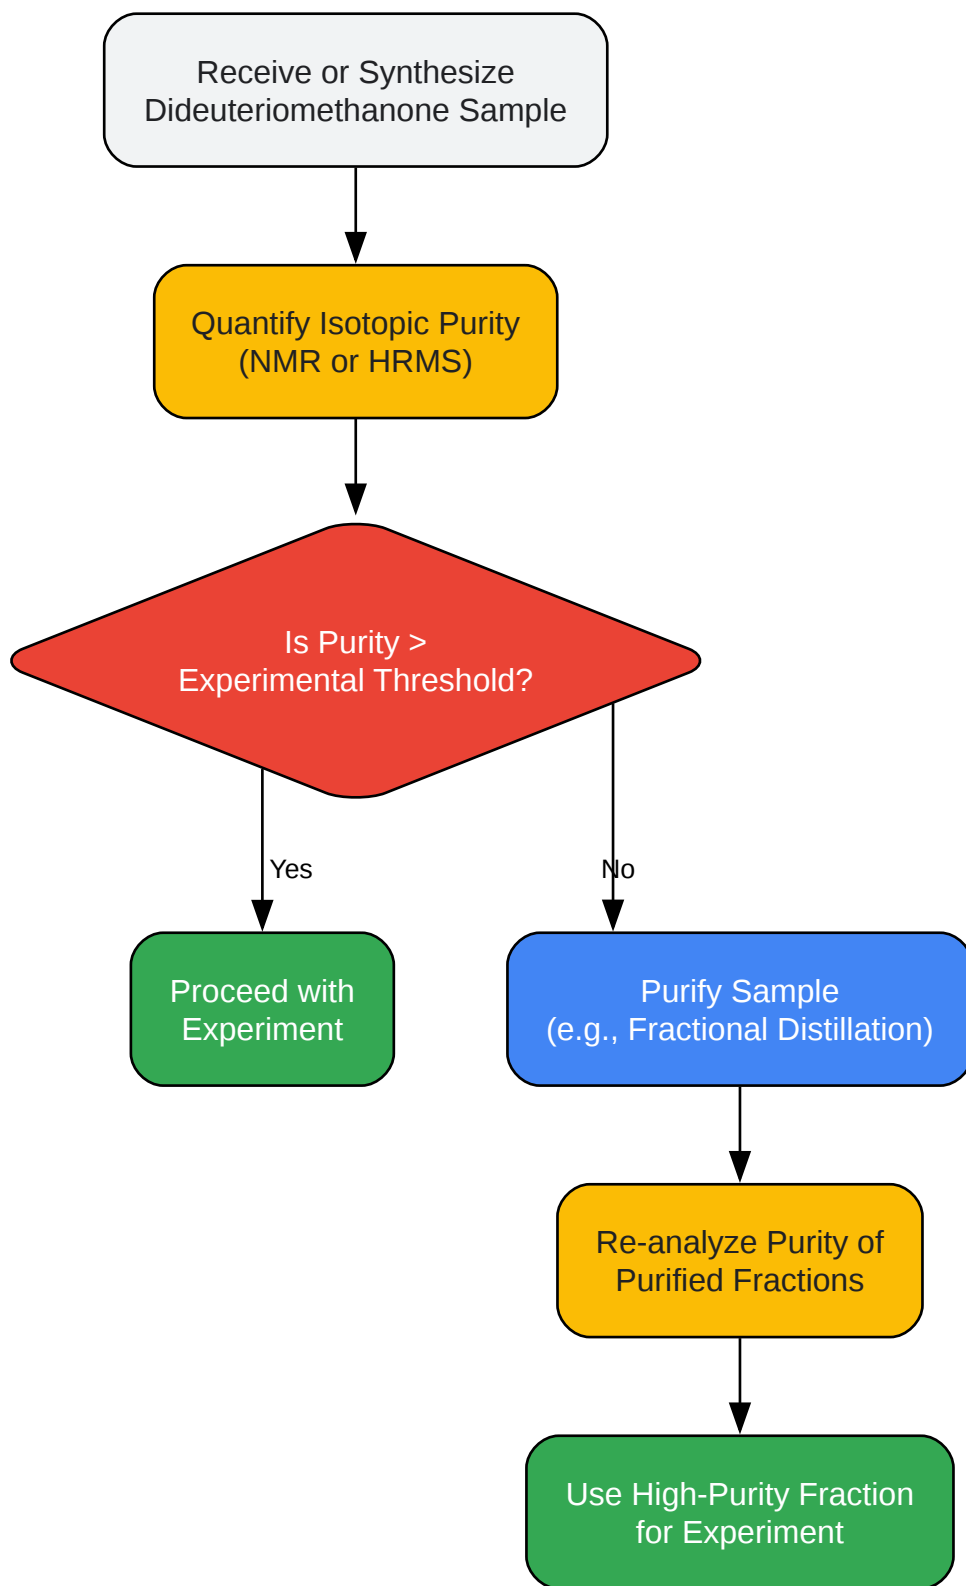 Receive or Synthesize
Dideuteriomethanone Sample
Quantify Isotopic Purity
(NMR or HRMS)
Is Purity >
Experimental Threshold?
Yes
No
Proceed with
Experiment
Purify Sample
(e.g., Fractional Distillation)
Re-analyze Purity of
Purified Fractions
Use High-Purity Fraction
for Experiment